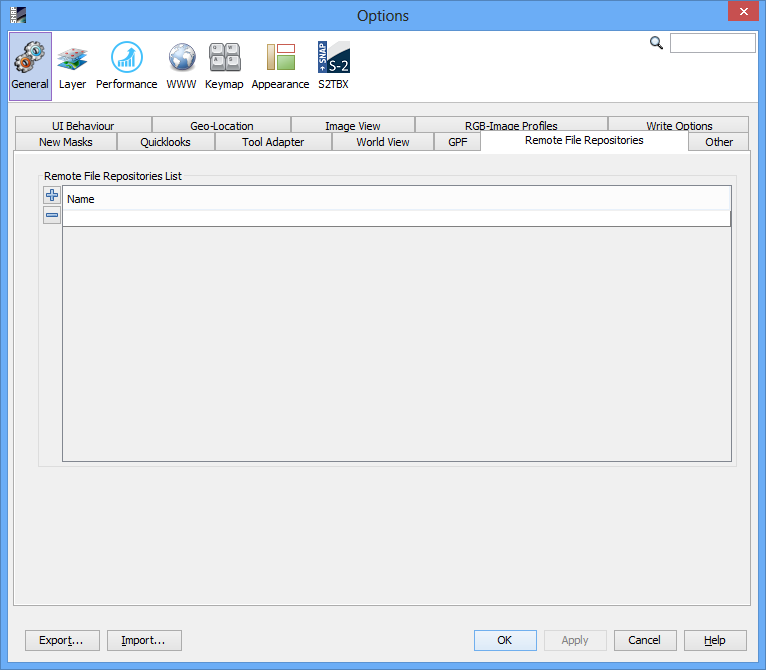 Options
General Layer Performance WWW Keymap Appearance S2TBX
UI Behaviour Geo-Location Image View RGB-Image Profiles Write Options
New Masks Quicklooks Tool Adapter World View GPF Remote File Repositories Other
Remote File Repositories List
Name
Export... Import... OK Apply Cancel Help